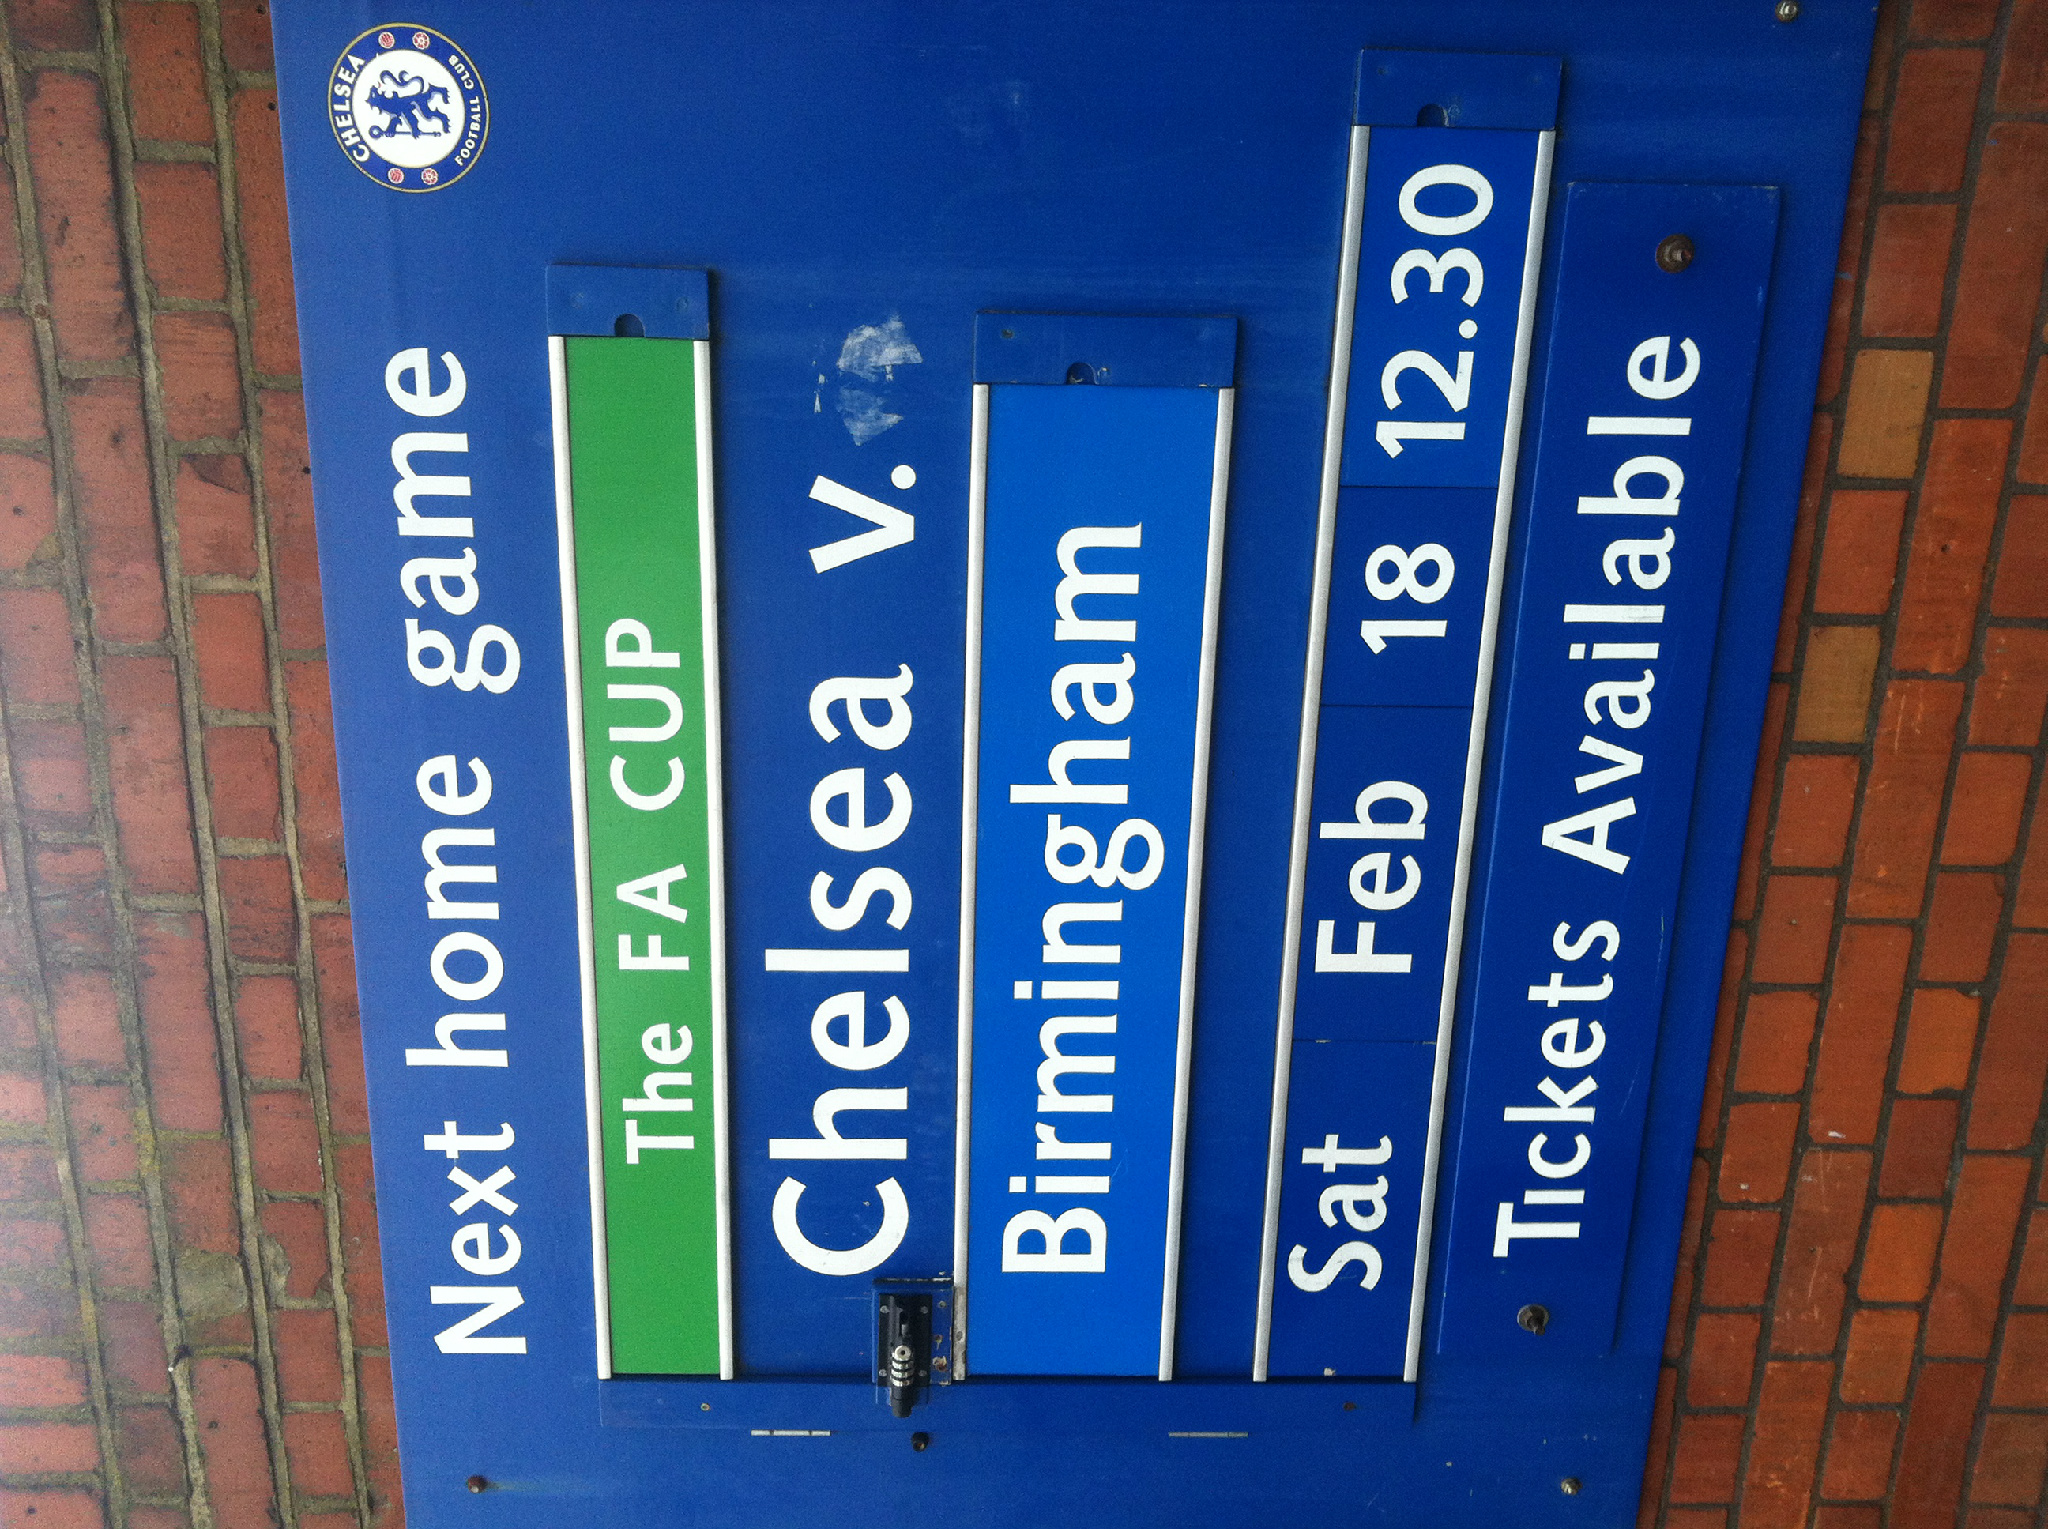 CHELSEA
FOOTBALL CLUB
Next home game
The FA CUP
Chelsea v.
Birmingham
Sat Feb 18 12.30
Tickets Available